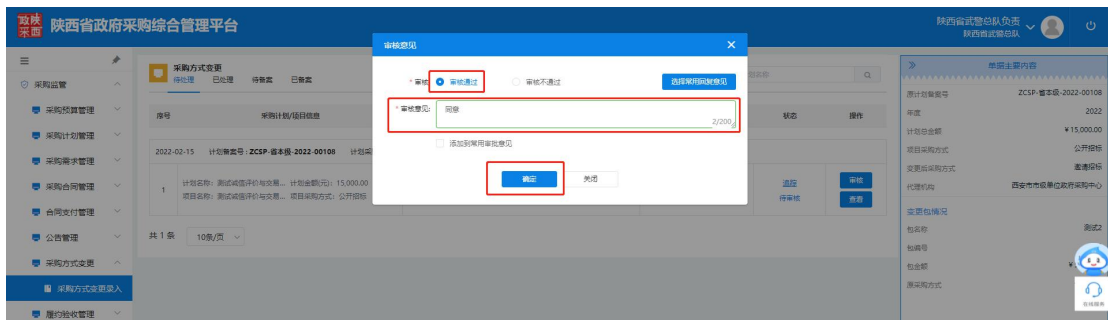 政陕
采西
陕西省政府采购综合管理平台
陕西省武警总队负责
陕西省武警总队
采购监管
采购预算管理
采购计划管理
采购需求管理
采购合同管理
合同支付管理
公告管理
采购方式变更
采购方式变更录入
履约验收管理
采购方式变更
待处理 已处理 待备案 已备案
序号 采购计划/项目信息 状态 操作
2022-02-15 计划备案号：ZCSP-省本级-2022-00108 计划采
1
计划名称：测试诚信评价与交易... 计划金额(元)：15,000.00
项目名称：测试诚信评价与交易... 项目采购方式：公开招标
追踪
待审核
审核
查看
共 1 条 10条/页
审核意见
* 审核 审核通过 审核不通过 选择常用回复意见
* 审核意见: 同意
2/200
添加到常用审批意见
确定 关闭
单据主要内容
原计划备案号 ZCSP-省本级-2022-00108
年度 2022
计划总金额 ¥15,000.00
项目采购方式 公开招标
变更后采购方式 邀请招标
代理机构 西安市市级单位政府采购中心
变更包情况
包名称 测试2
包编号
包金额 ¥
原采购方式
在线服务